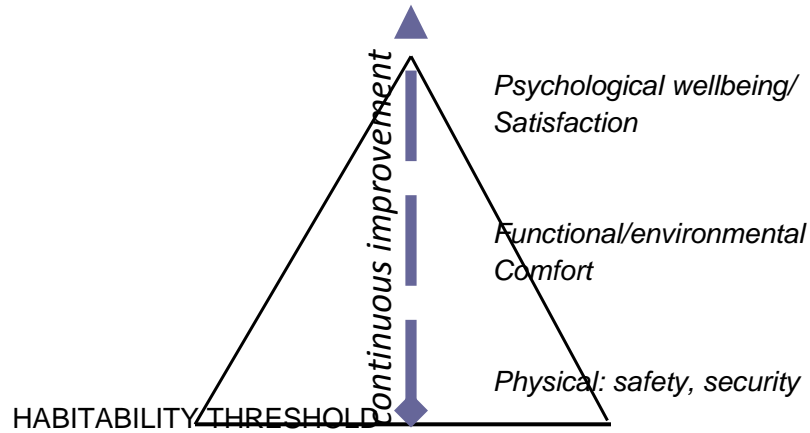 continuous improvement
Psychological wellbeing/
Satisfaction
Functional/environmental
Comfort
Physical: safety, security
HABITABILITY THRESHOLD